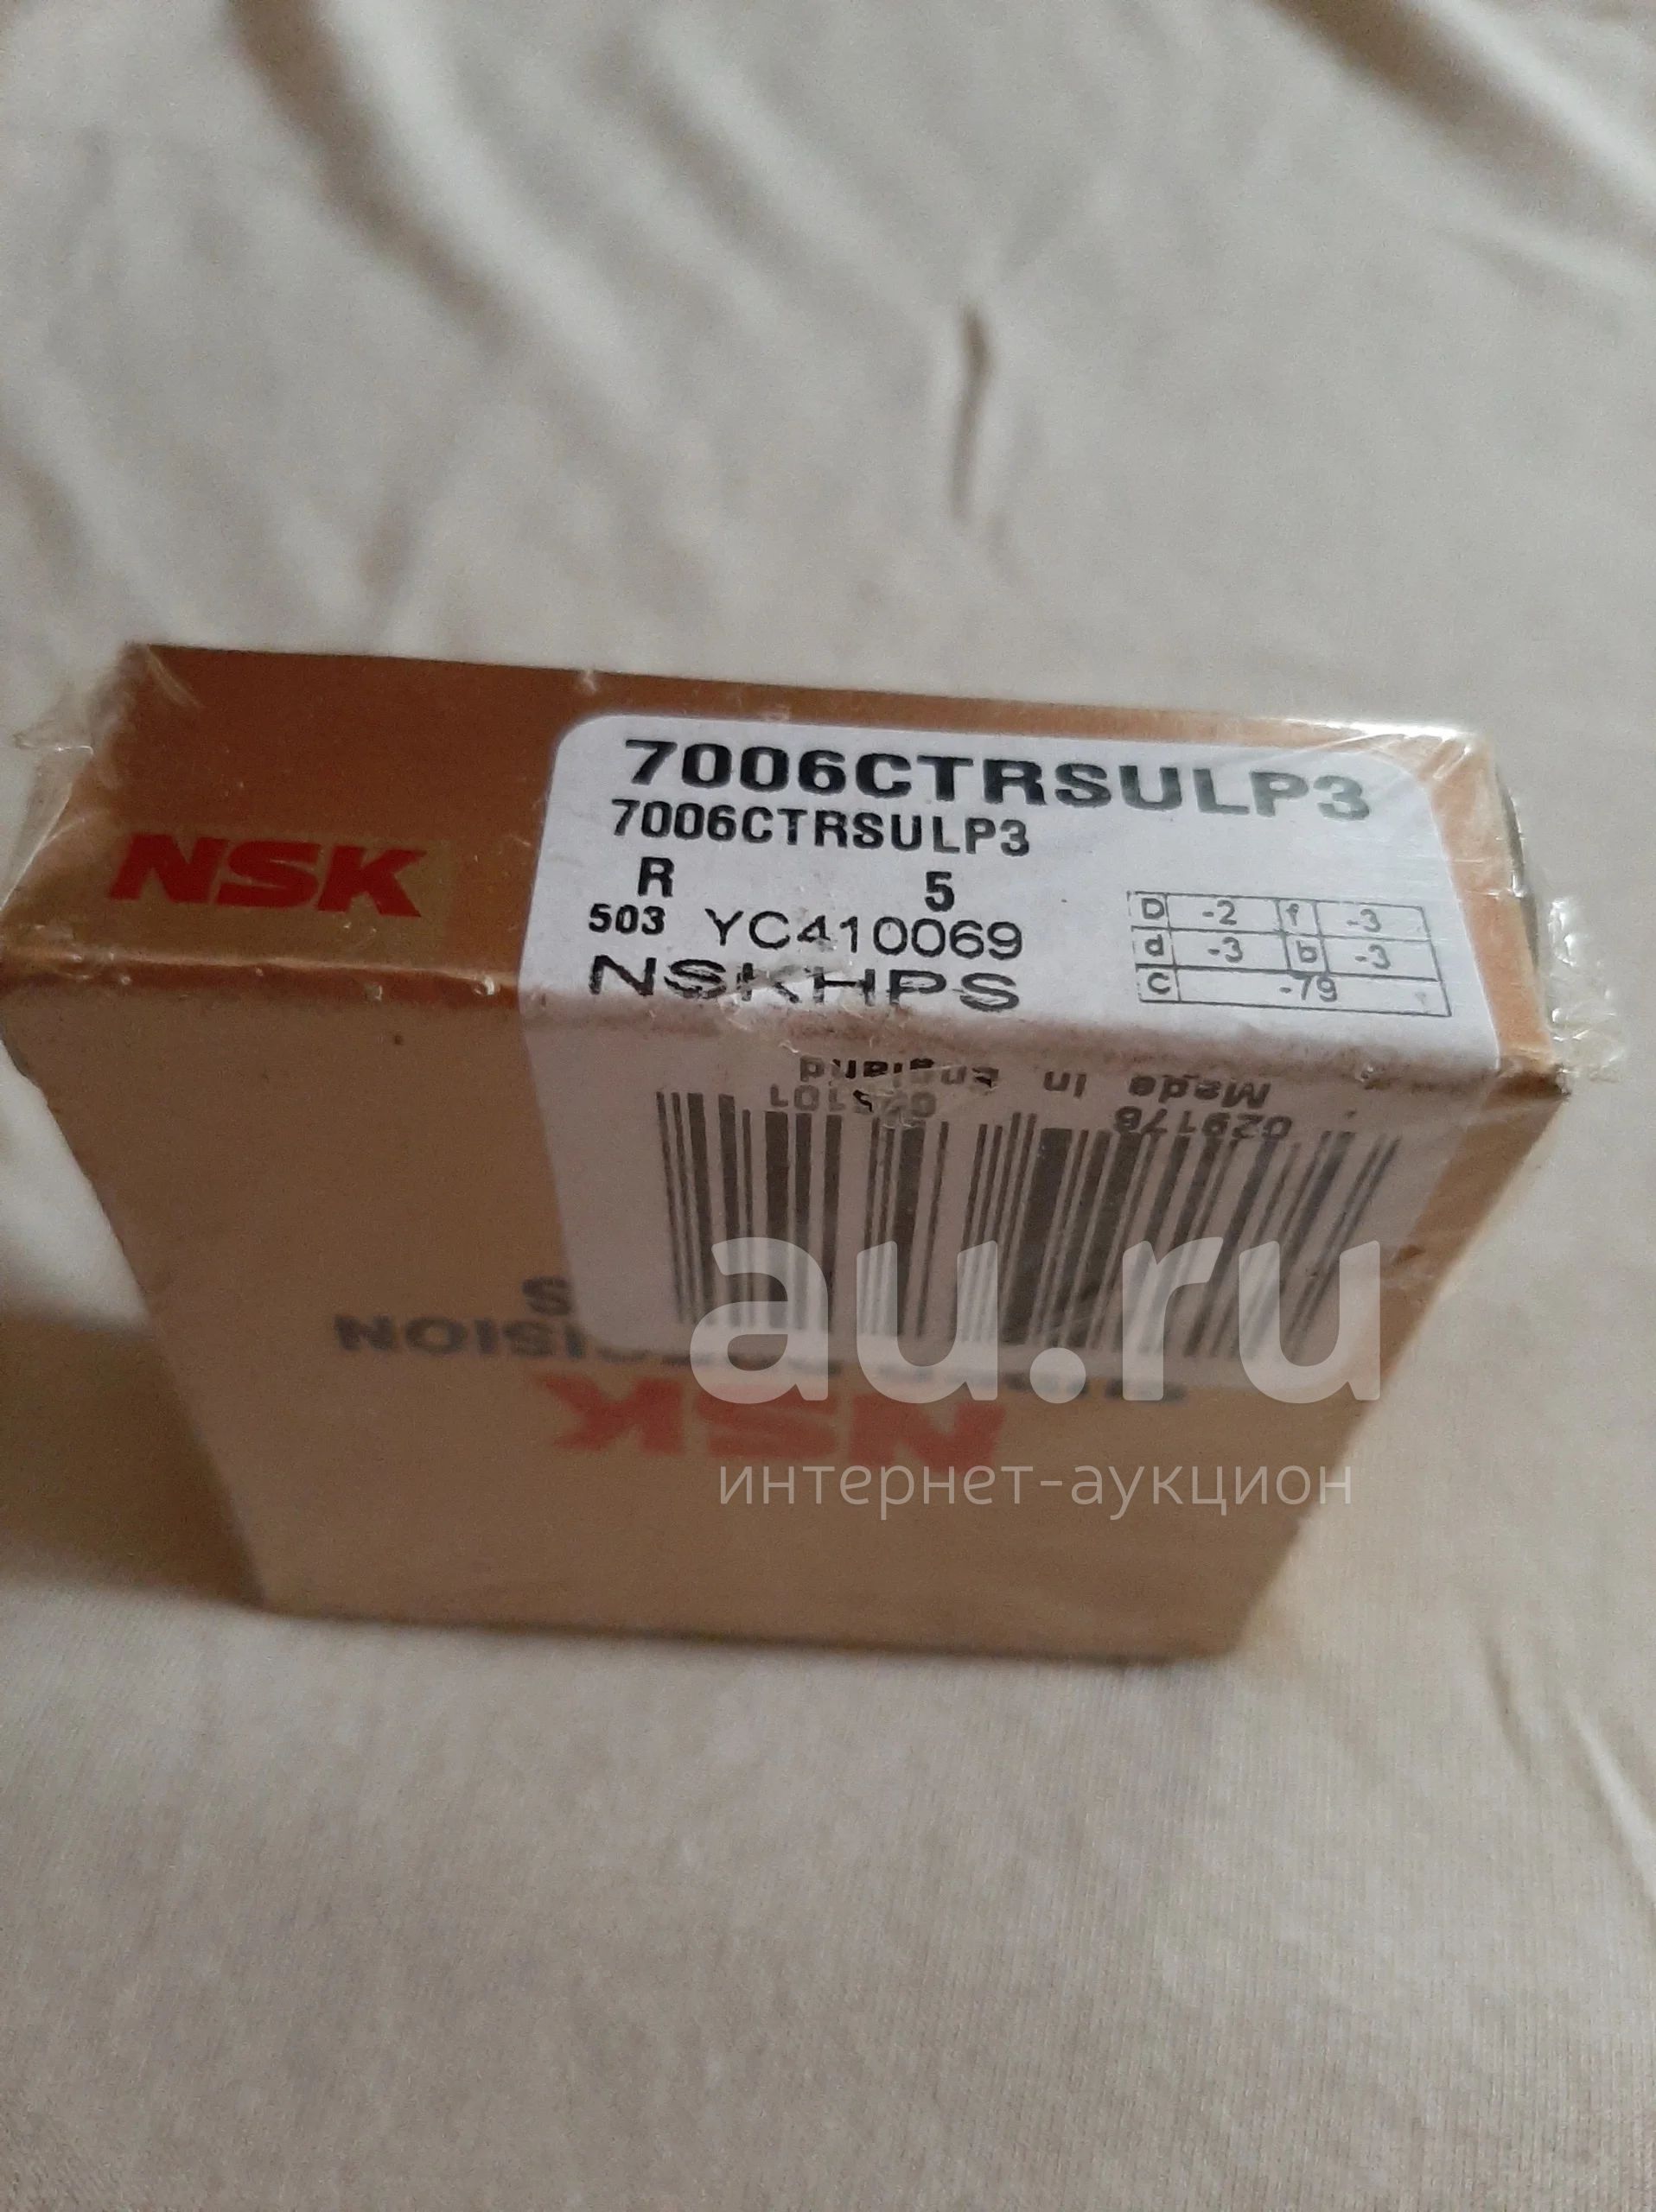 NSK
7006CTRSULP3
7006CTRSULP3
R 5
503 YC410069
NSKHPS
D -2 f -3
d -3 b -3
C -79
Made in England
029178
NSK
au.ru
интернет-аукцион